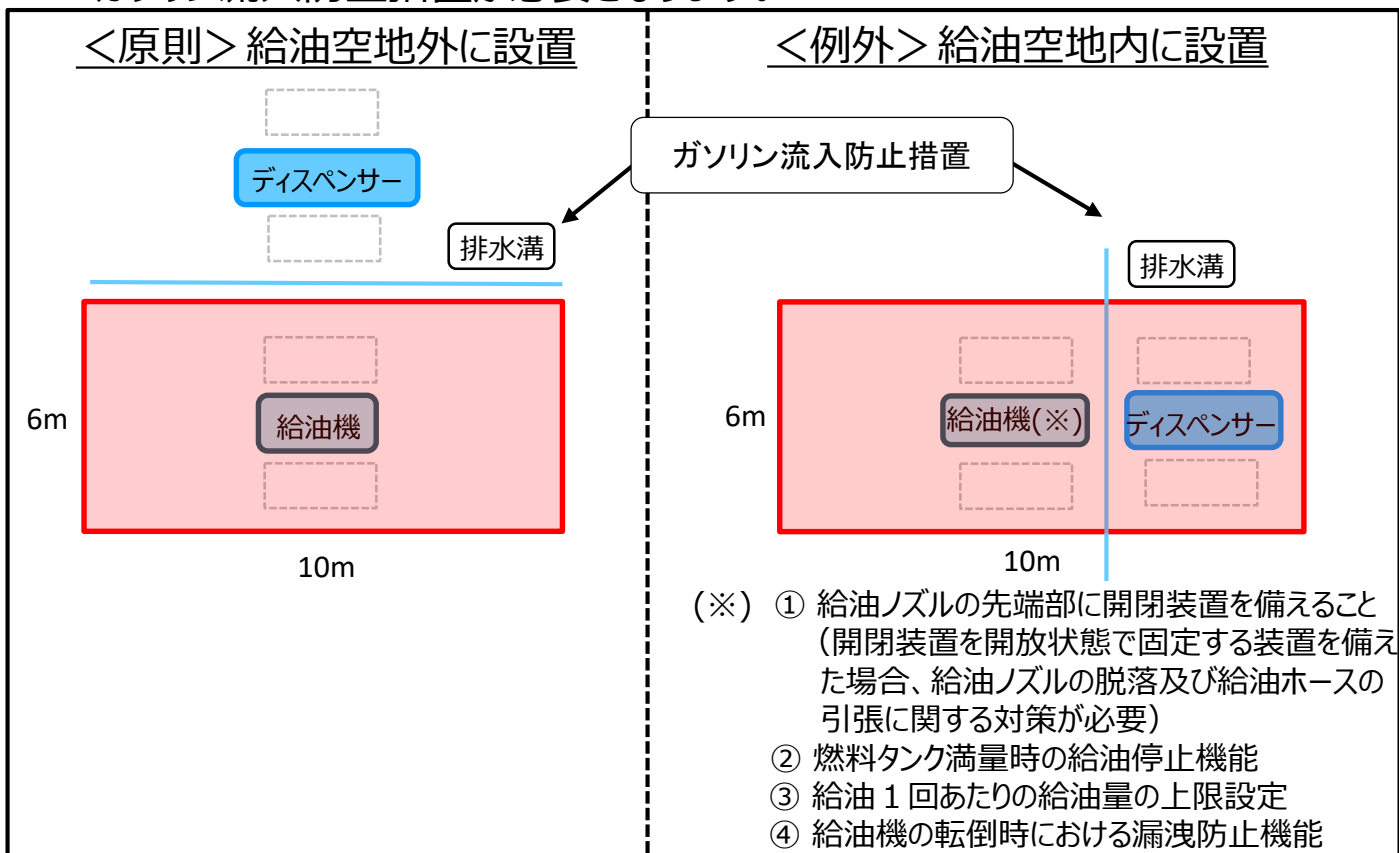 ＜原則＞給油空地外に設置
ディスペンサー
排水溝
6m
給油機
10m
＜例外＞給油空地内に設置
ガソリン流入防止措置
排水溝
6m
給油機(※)
ディスペンサー
10m
(※) ① 給油ノズルの先端部に開閉装置を備えること
（開閉装置を開放状態で固定する装置を備え
た場合、給油ノズルの脱落及び給油ホースの
引張に関する対策が必要）
② 燃料タンク満量時の給油停止機能
③ 給油１回あたりの給油量の上限設定
④ 給油機の転倒時における漏洩防止機能